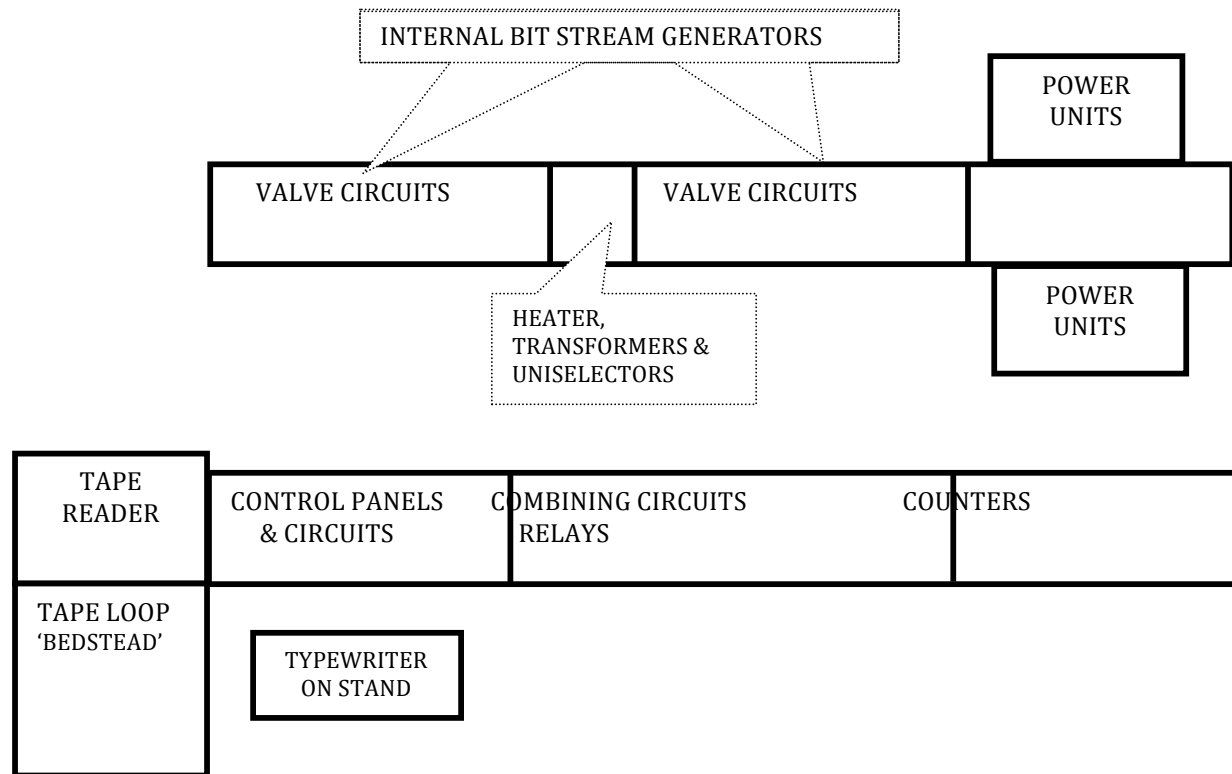 INTERNAL BIT STREAM GENERATORS
POWER
UNITS
VALVE CIRCUITS
VALVE CIRCUITS
HEATER,
TRANSFORMERS &
UNISELECTORS
POWER
UNITS
TAPE
READER
CONTROL PANELS
& CIRCUITS
COMBINING CIRCUITS
RELAYS
COUNTERS
TAPE LOOP
‘BEDSTEAD’
TYPEWRITER
ON STAND